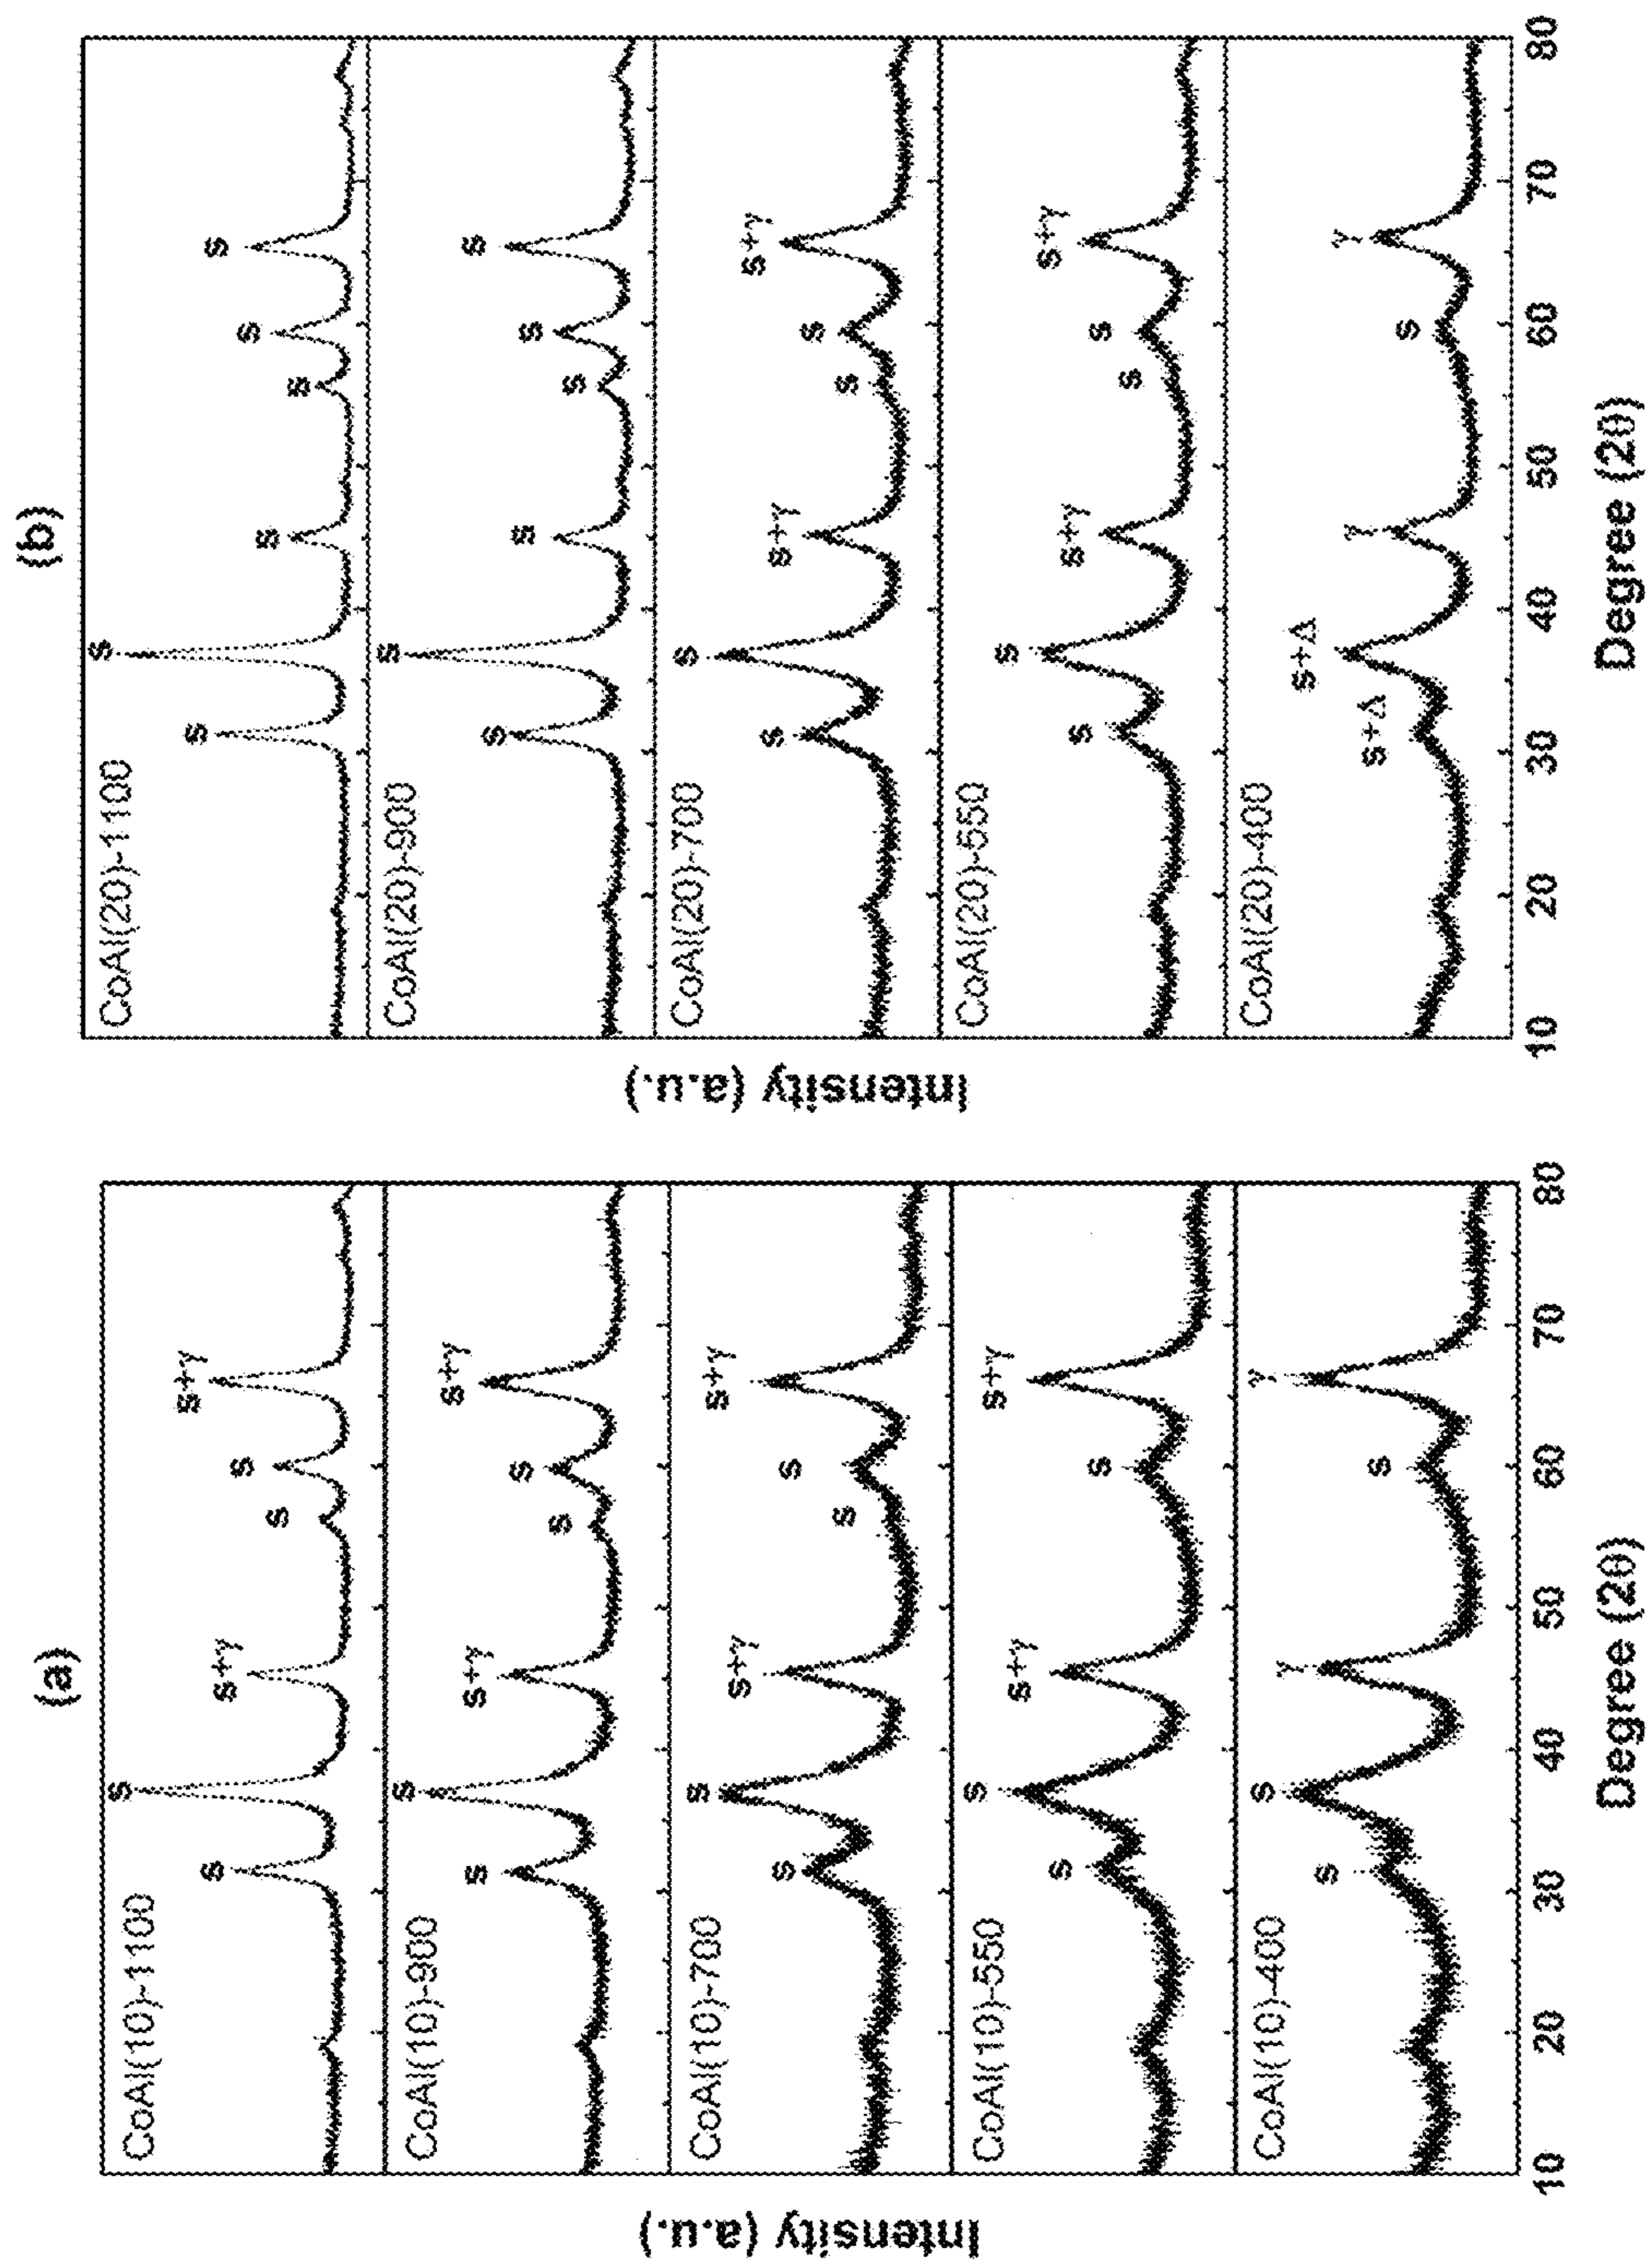 (a)
Intensity (a.u.)
CoAl(10)-1100
s
s
s+γ
s
s
s+γ
CoAl(10)-900
s
s
s+γ
s
s
s+γ
CoAl(10)-700
s
s
s+γ
s
s
s+γ
CoAl(10)-550
s
s
s+γ
s
s+γ
CoAl(10)-400
s
s
γ
s
γ
10 20 30 40 50 60 70 80
Degree (2θ)
(b)
Intensity (a.u.)
CoAl(20)-1100
s
s
s
s
s
s
CoAl(20)-900
s
s
s
s
s
s
CoAl(20)-700
s
s
s+γ
s
s
s+γ
CoAl(20)-550
s
s
s+γ
s
s
s+γ
CoAl(20)-400
s+Δ
s+Δ
γ
s
γ
10 20 30 40 50 60 70 80
Degree (2θ)